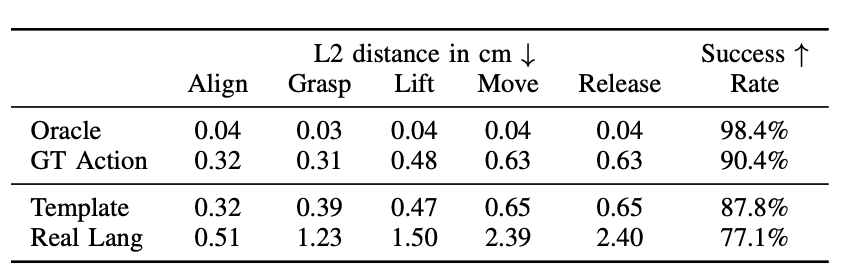 L2 distance in cm ↓ Success ↑
Align Grasp Lift Move Release Rate
Oracle 0.04 0.03 0.04 0.04 0.04 98.4%
GT Action 0.32 0.31 0.48 0.63 0.63 90.4%
Template 0.32 0.39 0.47 0.65 0.65 87.8%
Real Lang 0.51 1.23 1.50 2.39 2.40 77.1%